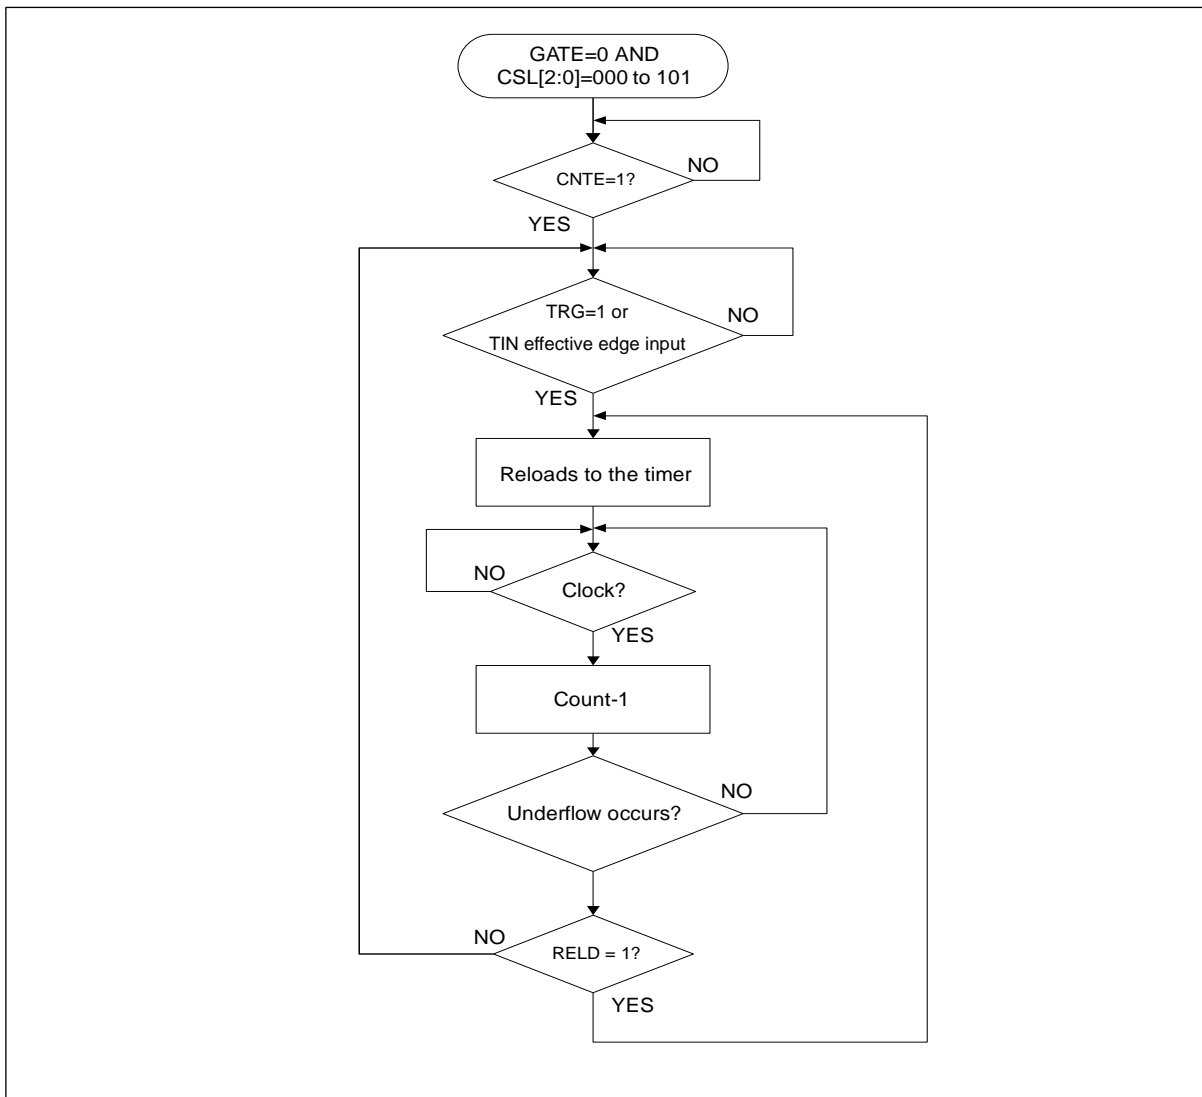 GATE=0 AND
CSL[2:0]=000 to 101
CNTE=1?
NO
YES
TRG=1 or
TIN effective edge input
NO
YES
Reloads to the timer
NO
Clock?
YES
Count-1
NO
Underflow occurs?
NO
RELD = 1?
YES